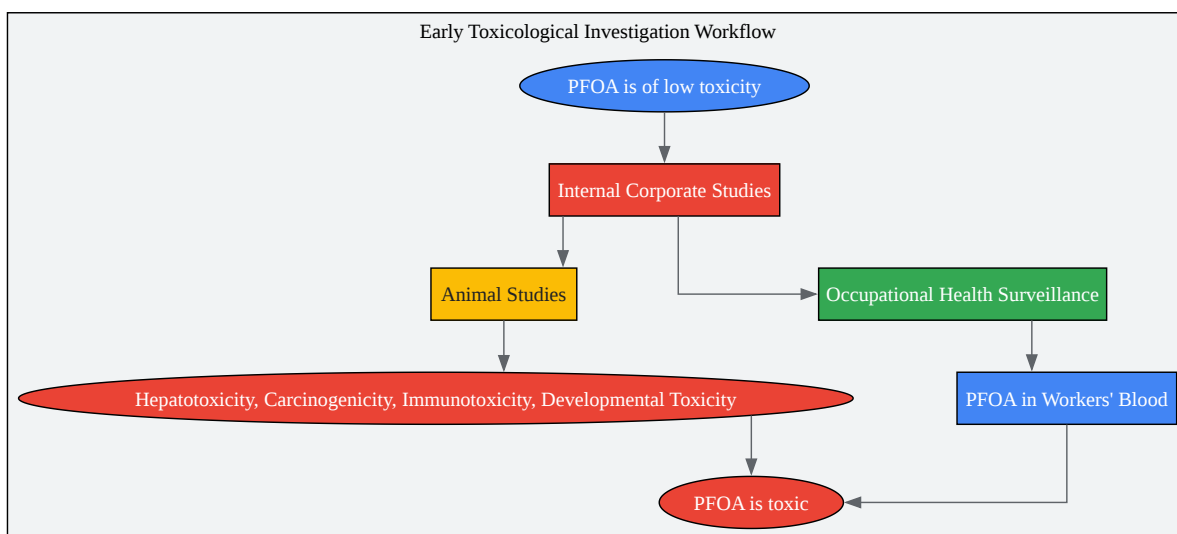 Early Toxicological Investigation Workflow
PFOA is of low toxicity
Internal Corporate Studies
Animal Studies
Occupational Health Surveillance
Hepatotoxicity, Carcinogenicity, Immunotoxicity, Developmental Toxicity
PFOA in Workers' Blood
PFOA is toxic